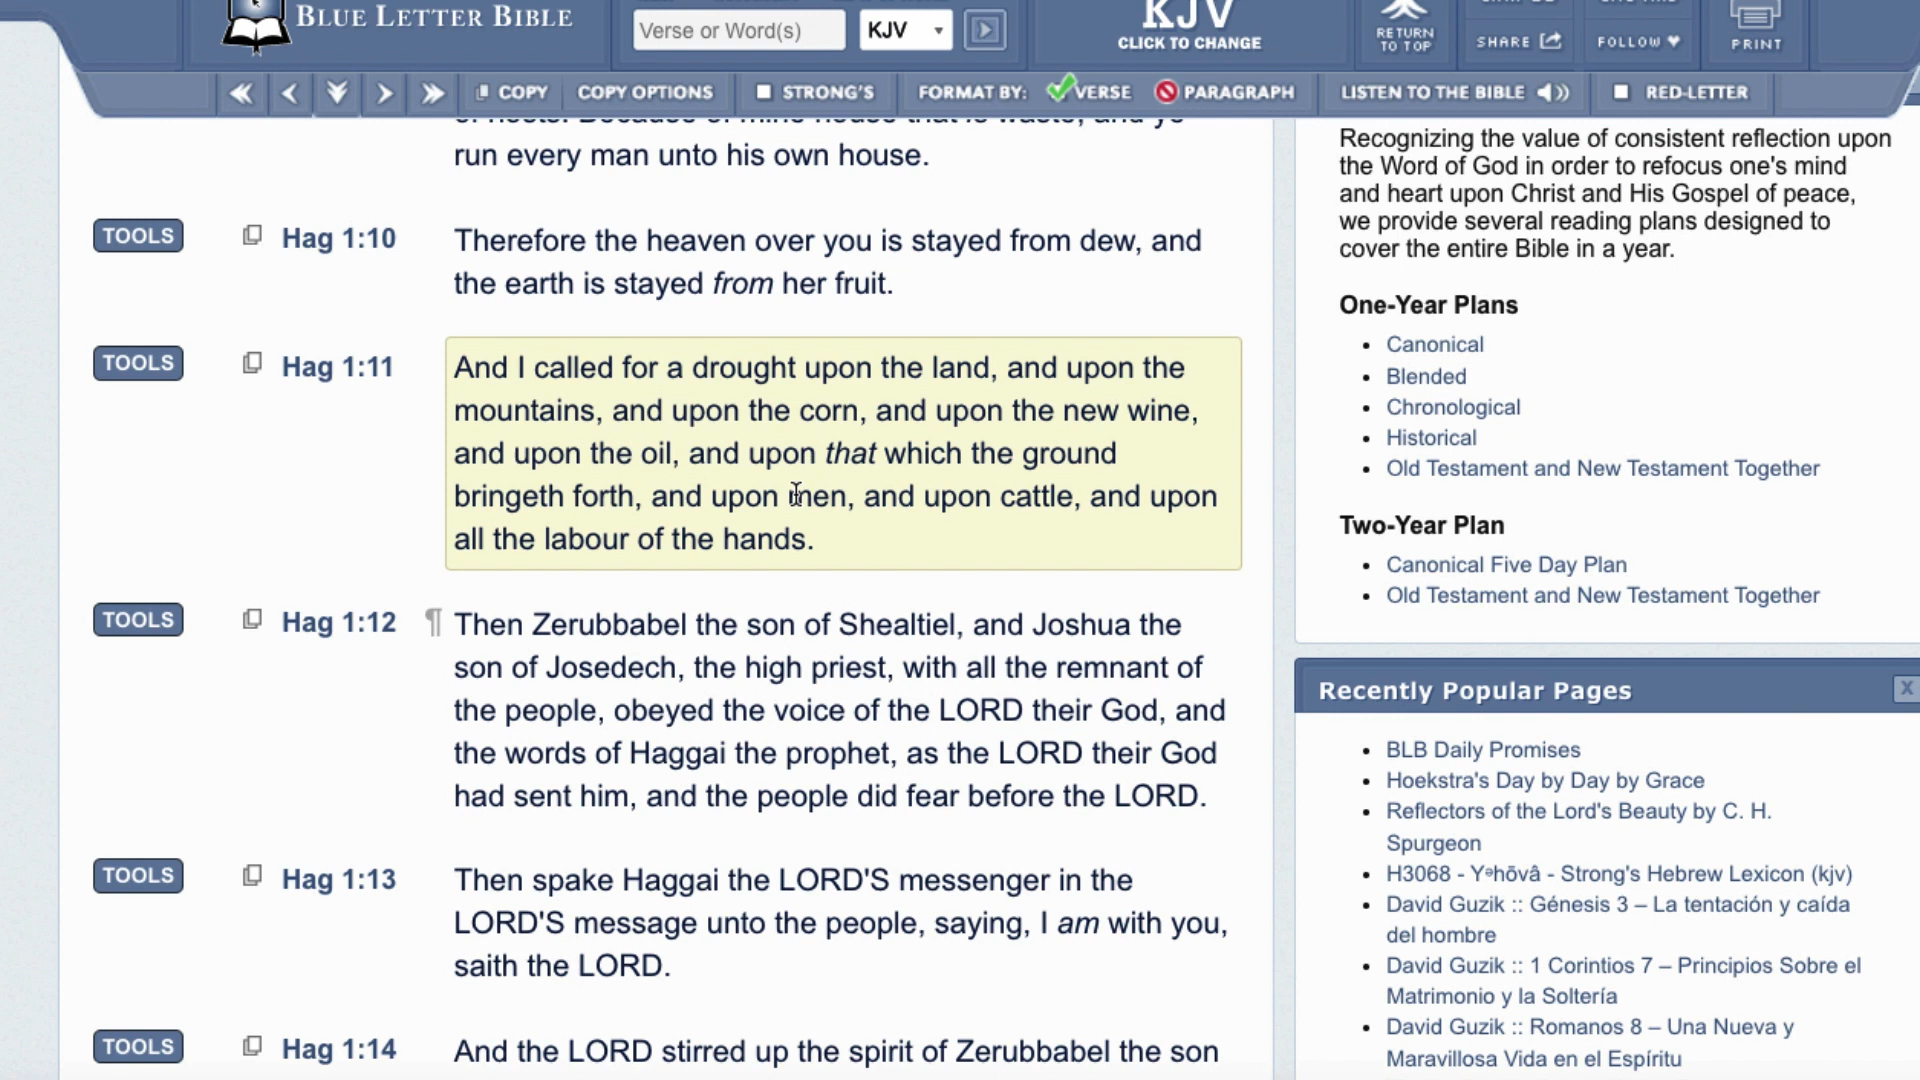 BLUE LETTER BIBLE
Verse or Word(s)
KJV
KJV
CLICK TO CHANGE
RETURN
TO TOP
SHARE
FOLLOW
PRINT
COPY
COPY OPTIONS
STRONG'S
FORMAT BY:
VERSE
PARAGRAPH
LISTEN TO THE BIBLE
RED-LETTER
run every man unto his own house.
TOOLS
Hag 1:10
Therefore the heaven over you is stayed from dew, and
the earth is stayed from her fruit.
TOOLS
Hag 1:11
And I called for a drought upon the land, and upon the
mountains, and upon the corn, and upon the new wine,
and upon the oil, and upon that which the ground
bringeth forth, and upon men, and upon cattle, and upon
all the labour of the hands.
TOOLS
Hag 1:12
¶ Then Zerubbabel the son of Shealtiel, and Joshua the
son of Josedech, the high priest, with all the remnant of
the people, obeyed the voice of the LORD their God, and
the words of Haggai the prophet, as the LORD their God
had sent him, and the people did fear before the LORD.
TOOLS
Hag 1:13
Then spake Haggai the LORD'S messenger in the
LORD'S message unto the people, saying, I am with you,
saith the LORD.
TOOLS
Hag 1:14
And the LORD stirred up the spirit of Zerubbabel the son
Recognizing the value of consistent reflection upon
the Word of God in order to refocus one's mind
and heart upon Christ and His Gospel of peace,
we provide several reading plans designed to
cover the entire Bible in a year.
One-Year Plans
• Canonical
• Blended
• Chronological
• Historical
• Old Testament and New Testament Together
Two-Year Plan
• Canonical Five Day Plan
• Old Testament and New Testament Together
Recently Popular Pages
X
• BLB Daily Promises
• Hoekstra's Day by Day by Grace
• Reflectors of the Lord's Beauty by C. H.
Spurgeon
• H3068 - Yᵊhōvâ - Strong's Hebrew Lexicon (kjv)
• David Guzik :: Génesis 3 – La tentación y caída
del hombre
• David Guzik :: 1 Corintios 7 – Principios Sobre el
Matrimonio y la Soltería
• David Guzik :: Romanos 8 – Una Nueva y
Maravillosa Vida en el Espíritu